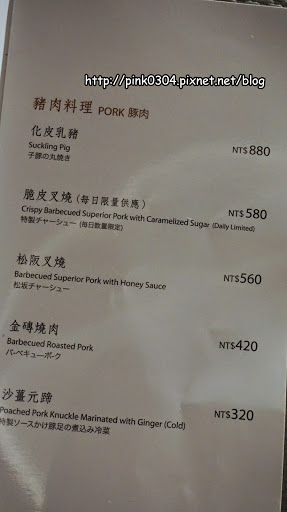 http://pink0304.pixnet.net/blog
豬肉料理 PORK 豚肉
化皮乳豬
Suckling Pig
子豚の丸焼き
NT$880
脆皮叉燒 (每日限量供應)
Crispy Barbecued Superior Pork with Caramelized Sugar (Daily Limited)
特製チャーシュー (毎日数量限定)
NT$580
松阪叉燒
Barbecued Superior Pork with Honey Sauce
松坂チャーシュー
NT$560
金磚燒肉
Barbecued Roasted Pork
バーベキューポーク
NT$420
沙薑元蹄
Poached Pork Knuckle Marinated with Ginger (Cold)
特製ソースかけ豚足の煮込み冷菜
NT$320